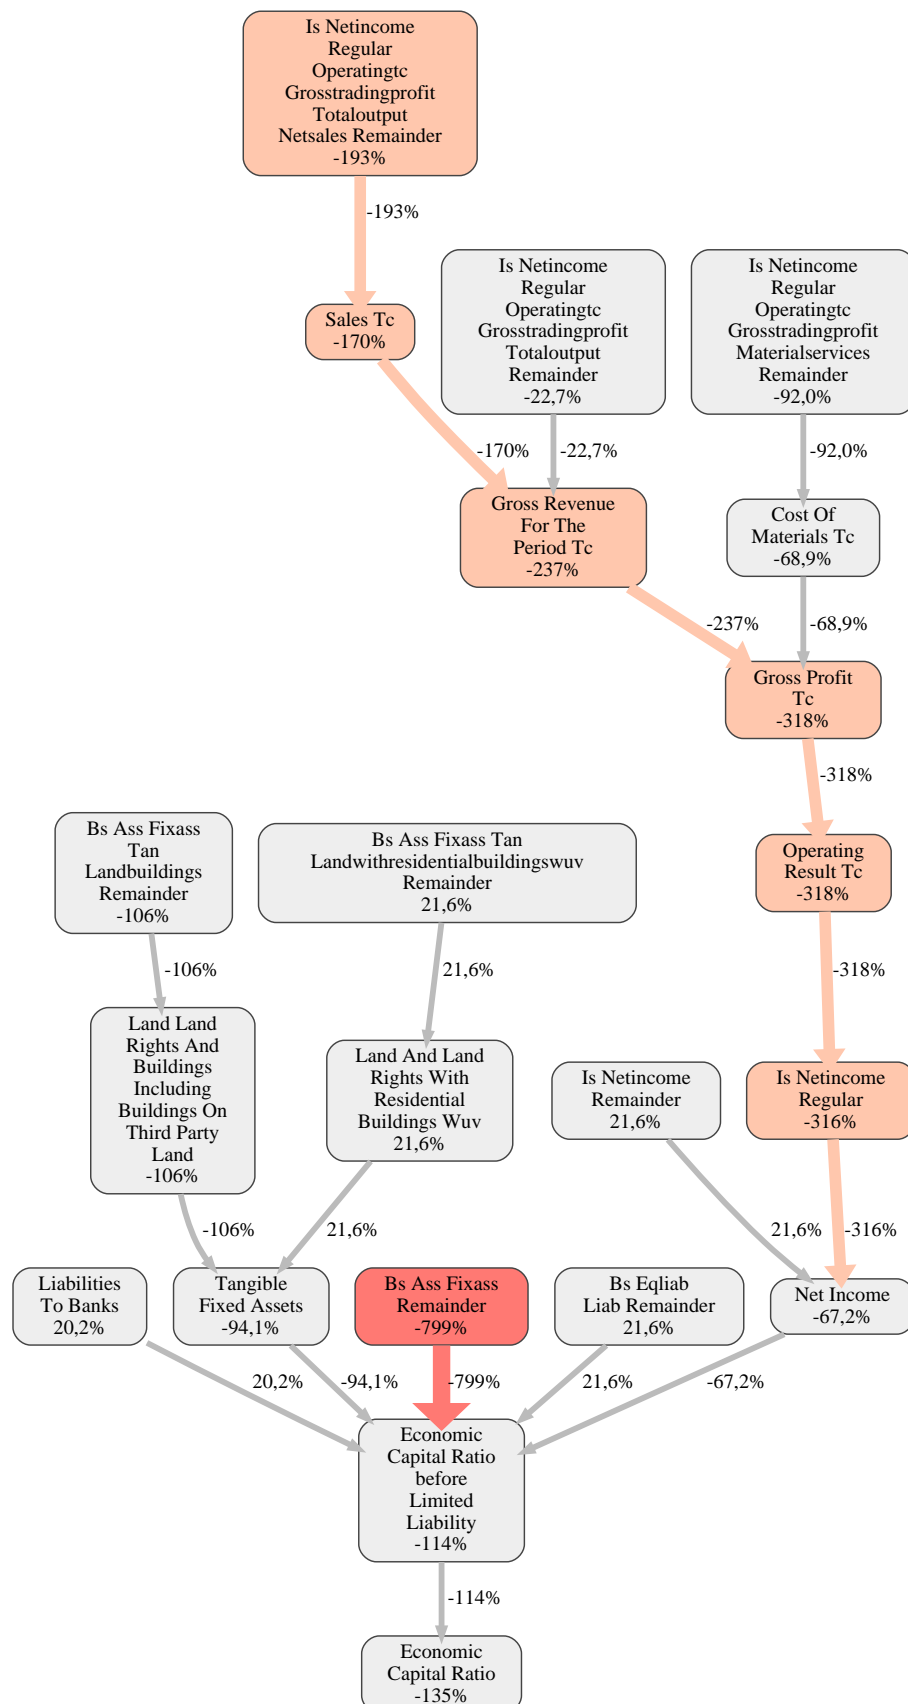 Is Netincome
Regular
Operatingtc
Grosstradingprofit
Totaloutput
Netsales Remainder
-193%
-193%
Sales Tc
-170%
Is Netincome
Regular
Operatingtc
Grosstradingprofit
Totaloutput
Remainder
-22,7%
Is Netincome
Regular
Operatingtc
Grosstradingprofit
Materialservices
Remainder
-92,0%
-170%
-22,7%
-92,0%
Gross Revenue
For The
Period Tc
-237%
Cost Of
Materials Tc
-68,9%
-237%
-68,9%
Gross Profit
Tc
-318%
-318%
Bs Ass Fixass
Tan
Landbuildings
Remainder
-106%
Bs Ass Fixass Tan
Landwithresidentialbuildingswuv
Remainder
21,6%
Operating
Result Tc
-318%
-106%
21,6%
-318%
Land Land
Rights And
Buildings
Including
Buildings On
Third Party
Land
-106%
Land And Land
Rights With
Residential
Buildings Wuv
21,6%
Is Netincome
Remainder
21,6%
Is Netincome
Regular
-316%
-106%
21,6%
21,6%
-316%
Liabilities
To Banks
20,2%
Tangible
Fixed Assets
-94,1%
Bs Ass Fixass
Remainder
-799%
Bs Eqliab
Liab Remainder
21,6%
Net Income
-67,2%
20,2%
-94,1%
-799%
21,6%
-67,2%
Economic
Capital Ratio
before
Limited
Liability
-114%
-114%
Economic
Capital Ratio
-135%